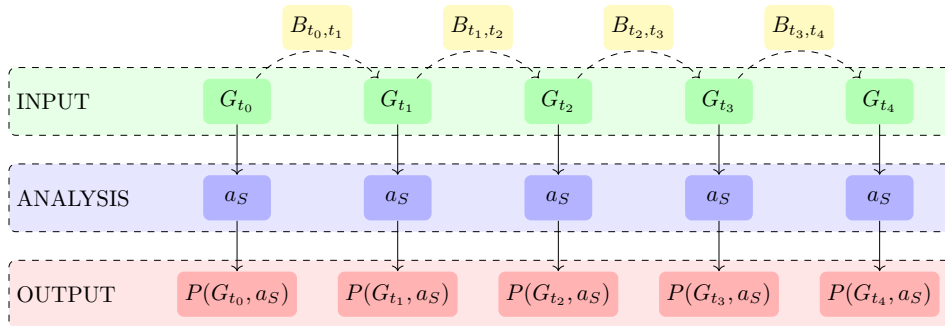 B_{t_0,t_1} B_{t_1,t_2} B_{t_2,t_3} B_{t_3,t_4}
INPUT G_{t_0} G_{t_1} G_{t_2} G_{t_3} G_{t_4}
ANALYSIS a_S a_S a_S a_S a_S
OUTPUT P(G_{t_0}, a_S) P(G_{t_1}, a_S) P(G_{t_2}, a_S) P(G_{t_3}, a_S) P(G_{t_4}, a_S)